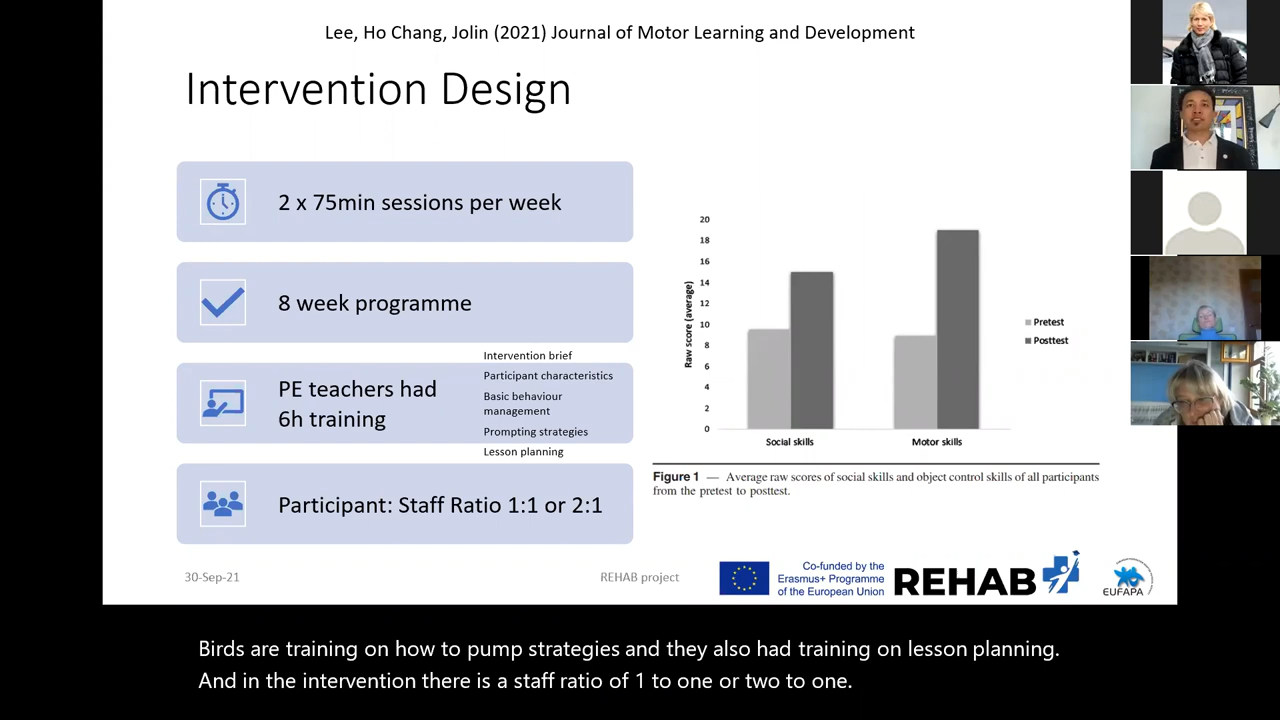 Lee, Ho Chang, Jolin (2021) Journal of Motor Learning and Development
Intervention Design
2 x 75min sessions per week
8 week programme
PE teachers had
6h training
Intervention brief
Participant characteristics
Basic behaviour
management
Prompting strategies
Lesson planning
Participant: Staff Ratio 1:1 or 2:1
Raw score (average)
20
18
16
14
12
10
8
6
4
2
0
Social skills
Motor skills
Pretest
Posttest
Figure 1 — Average raw scores of social skills and object control skills of all participants
from the pretest to posttest.
30-Sep-21
REHAB project
Co-funded by the
Erasmus+ Programme
of the European Union
REHAB
EUFAPA
Birds are training on how to pump strategies and they also had training on lesson planning.
And in the intervention there is a staff ratio of 1 to one or two to one.